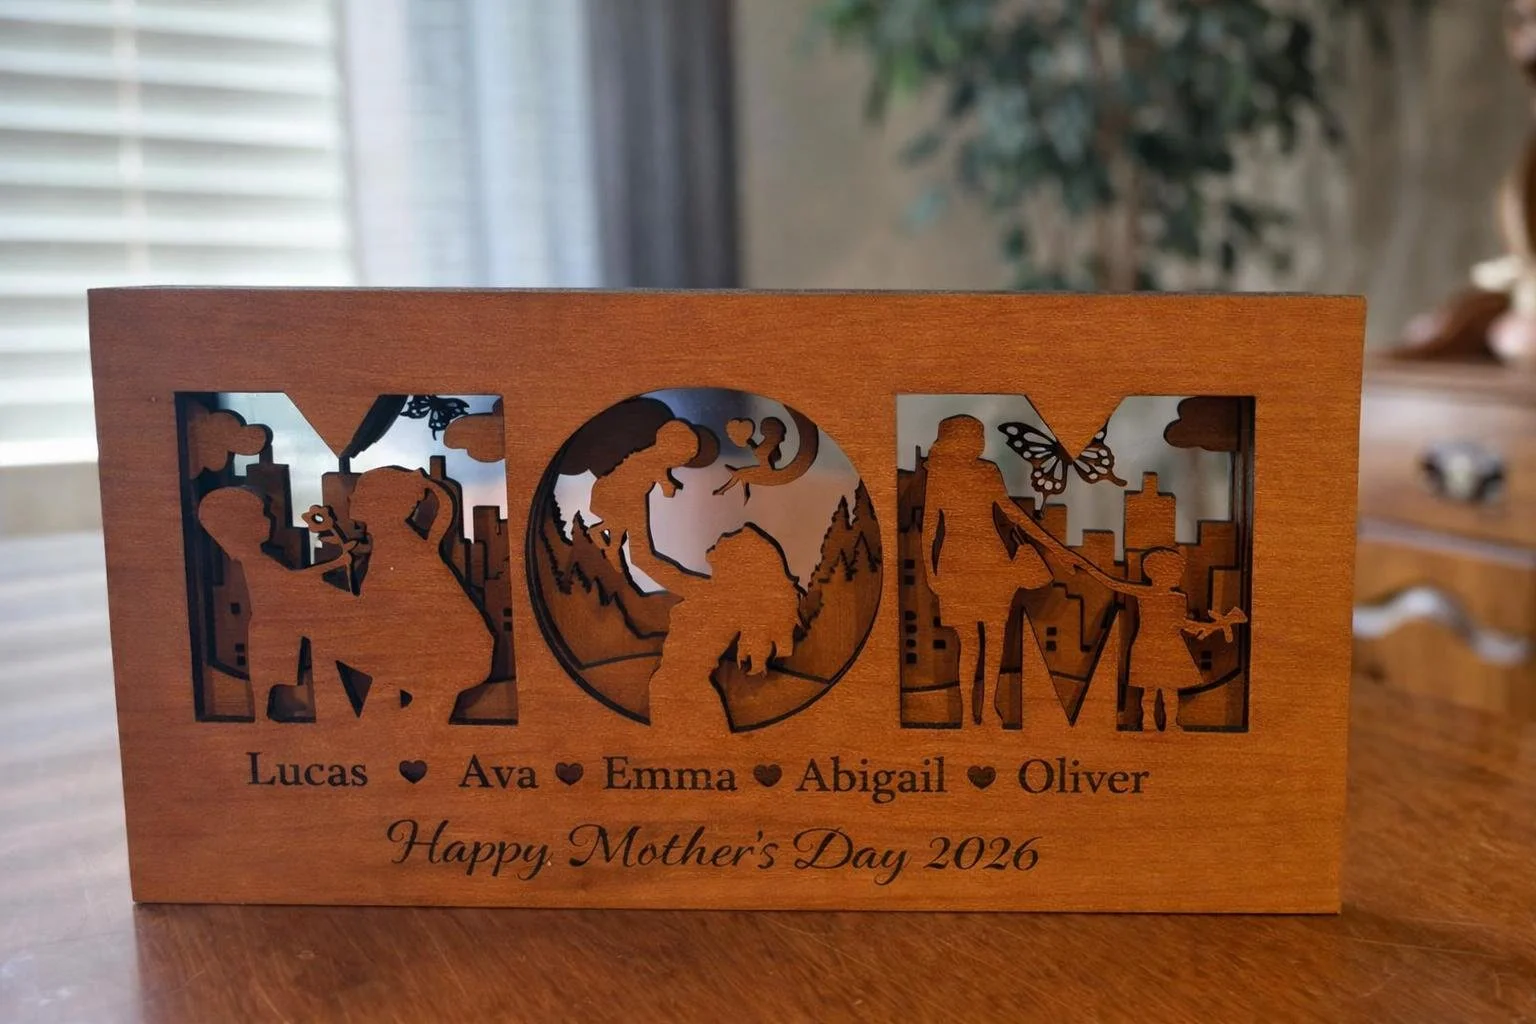 MOM
Lucas ♥ Ava ♥ Emma ♥ Abigail ♥ Oliver
Happy Mother's Day 2026